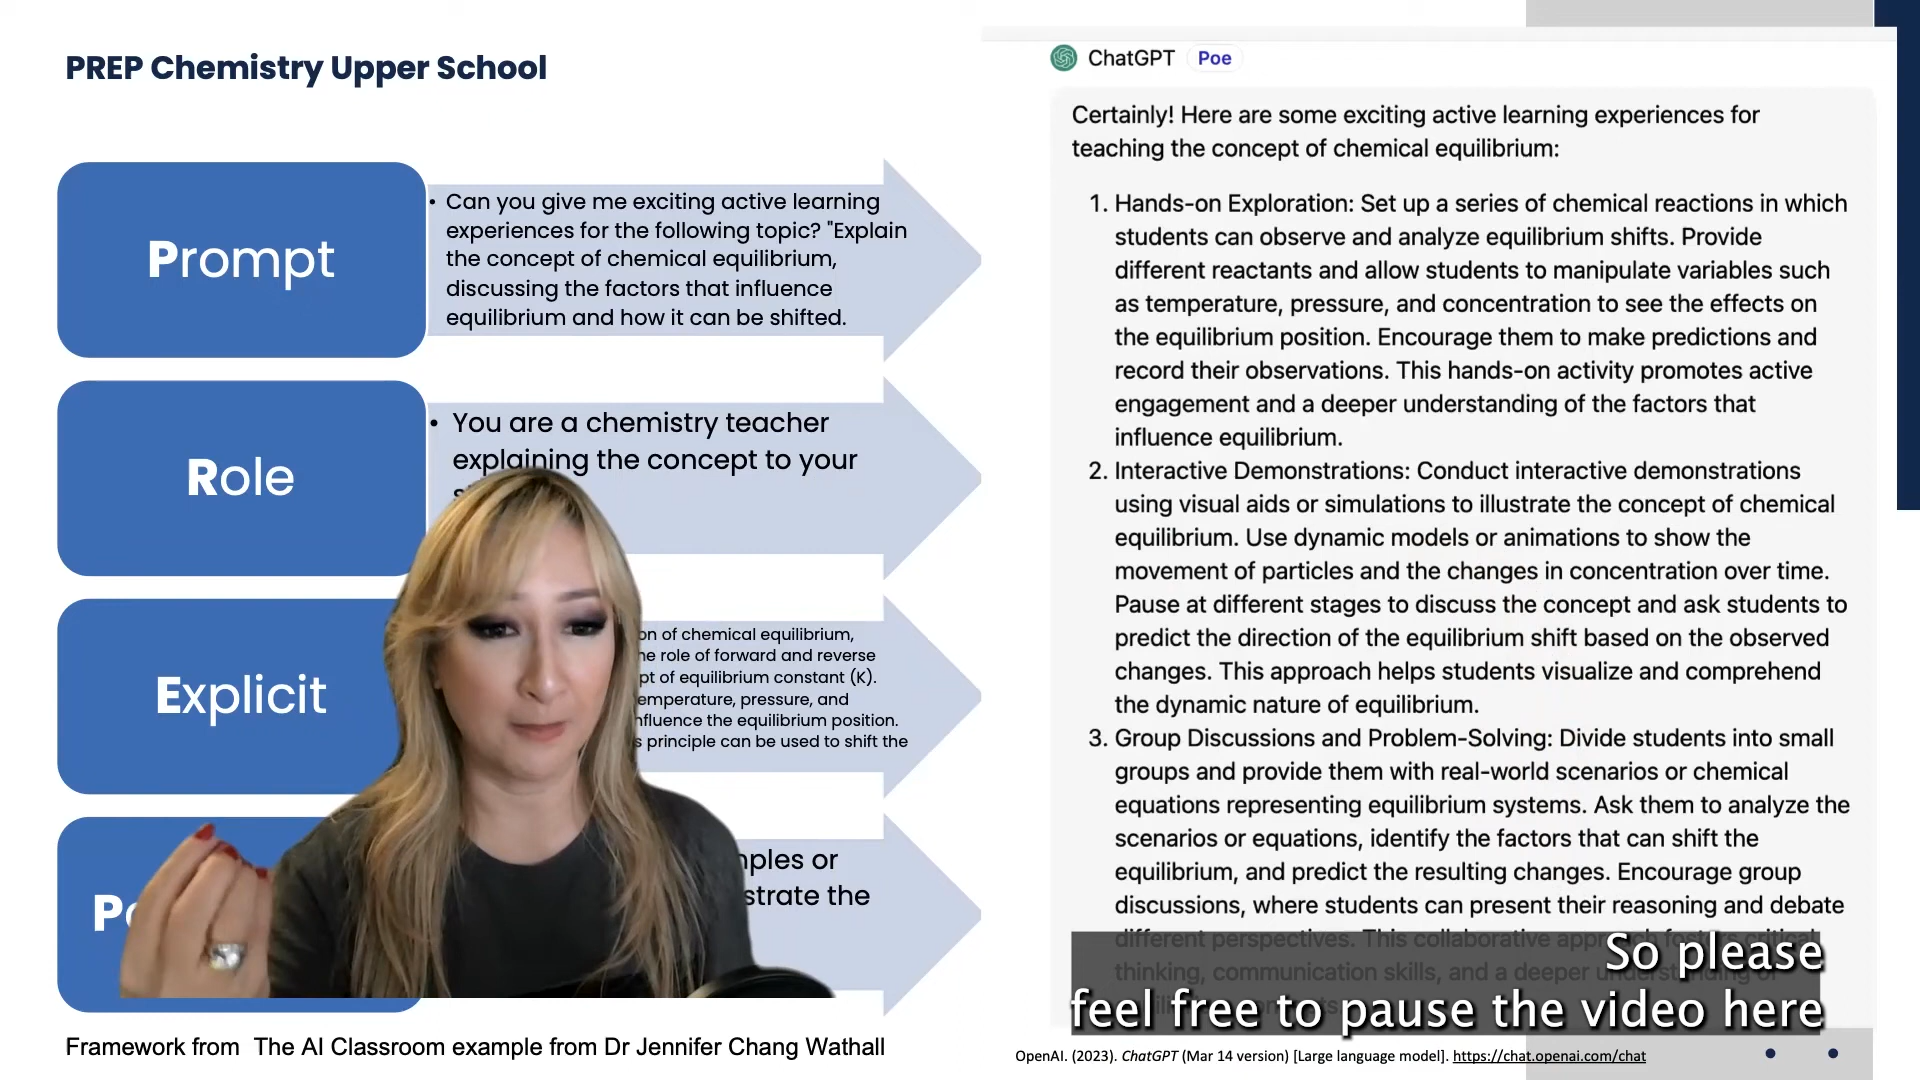 PREP Chemistry Upper School
Prompt
• Can you give me exciting active learning
experiences for the following topic? "Explain
the concept of chemical equilibrium,
discussing the factors that influence
equilibrium and how it can be shifted.
Role
• You are a chemistry teacher
explaining the concept to your
Explicit
of chemical equilibrium,
role of forward and reverse
of equilibrium constant (K).
temperature, pressure, and
influence the equilibrium position.
principle can be used to shift the
or
the
Framework from The AI Classroom example from Dr Jennifer Chang Wathall
ChatGPT Poe
Certainly! Here are some exciting active learning experiences for
teaching the concept of chemical equilibrium:
1. Hands-on Exploration: Set up a series of chemical reactions in which
students can observe and analyze equilibrium shifts. Provide
different reactants and allow students to manipulate variables such
as temperature, pressure, and concentration to see the effects on
the equilibrium position. Encourage them to make predictions and
record their observations. This hands-on activity promotes active
engagement and a deeper understanding of the factors that
influence equilibrium.
2. Interactive Demonstrations: Conduct interactive demonstrations
using visual aids or simulations to illustrate the concept of chemical
equilibrium. Use dynamic models or animations to show the
movement of particles and the changes in concentration over time.
Pause at different stages to discuss the concept and ask students to
predict the direction of the equilibrium shift based on the observed
changes. This approach helps students visualize and comprehend
the dynamic nature of equilibrium.
3. Group Discussions and Problem-Solving: Divide students into small
groups and provide them with real-world scenarios or chemical
equations representing equilibrium systems. Ask them to analyze the
scenarios or equations, identify the factors that can shift the
equilibrium, and predict the resulting changes. Encourage group
discussions, where students can present their reasoning and debate
different perspectives. This collaborative approach fosters critical
thinking, communication skills, and a deeper
So please
feel free to pause the video here
OpenAI. (2023). ChatGPT (Mar 14 version) [Large language model]. https://chat.openai.com/chat